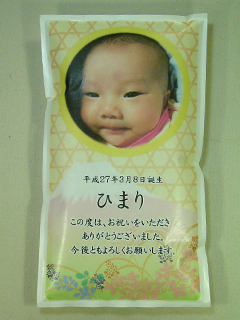 平成27年3月8日誕生
ひまり
この度は、お祝いをいただき
ありがとうございました。
今後ともよろしくお願いします。